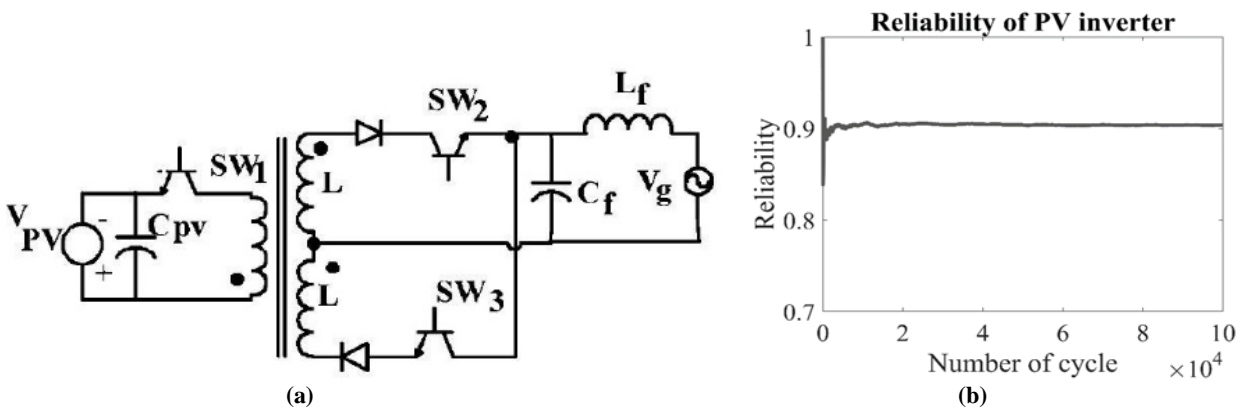 V PV
-
+
Cpv
SW1
L
L
SW2
SW3
Cf
Lf
Vg
(a)
Reliability of PV inverter
Reliability
1
0.9
0.8
0.7
0 2 4 6 8 10
×10^4
Number of cycle
(b)